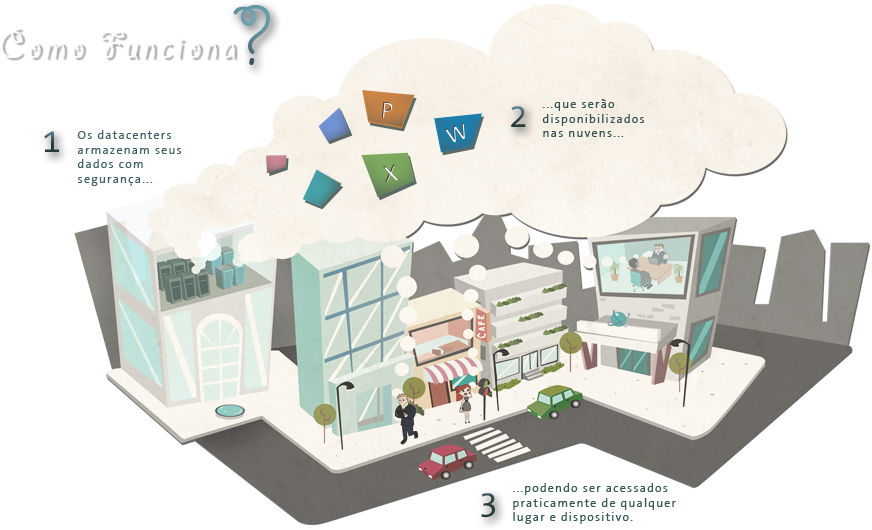 Como Funciona?
1
Os datacenters
armazenam seus
dados com
segurança...
2
...que serão
disponibilizados
nas nuvens...
P
W
X
CAFÉ
3
...podendo ser acessados
praticamente de qualquer
lugar e dispositivo.